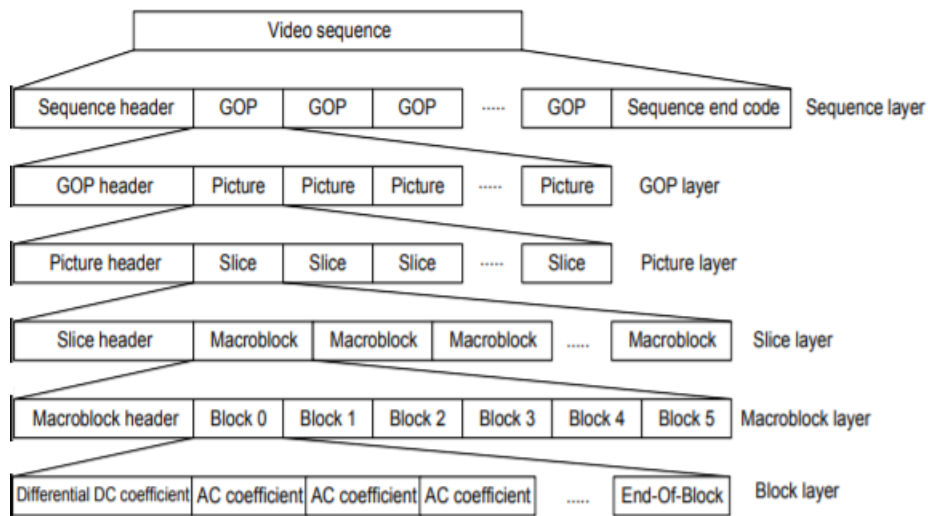 Video sequence
Sequence header GOP GOP GOP ..... GOP Sequence end code Sequence layer
GOP header Picture Picture Picture ..... Picture GOP layer
Picture header Slice Slice Slice ..... Slice Picture layer
Slice header Macroblock Macroblock Macroblock ..... Macroblock Slice layer
Macroblock header Block 0 Block 1 Block 2 Block 3 Block 4 Block 5 Macroblock layer
Differential DC coefficient AC coefficient AC coefficient AC coefficient ..... End-Of-Block Block layer